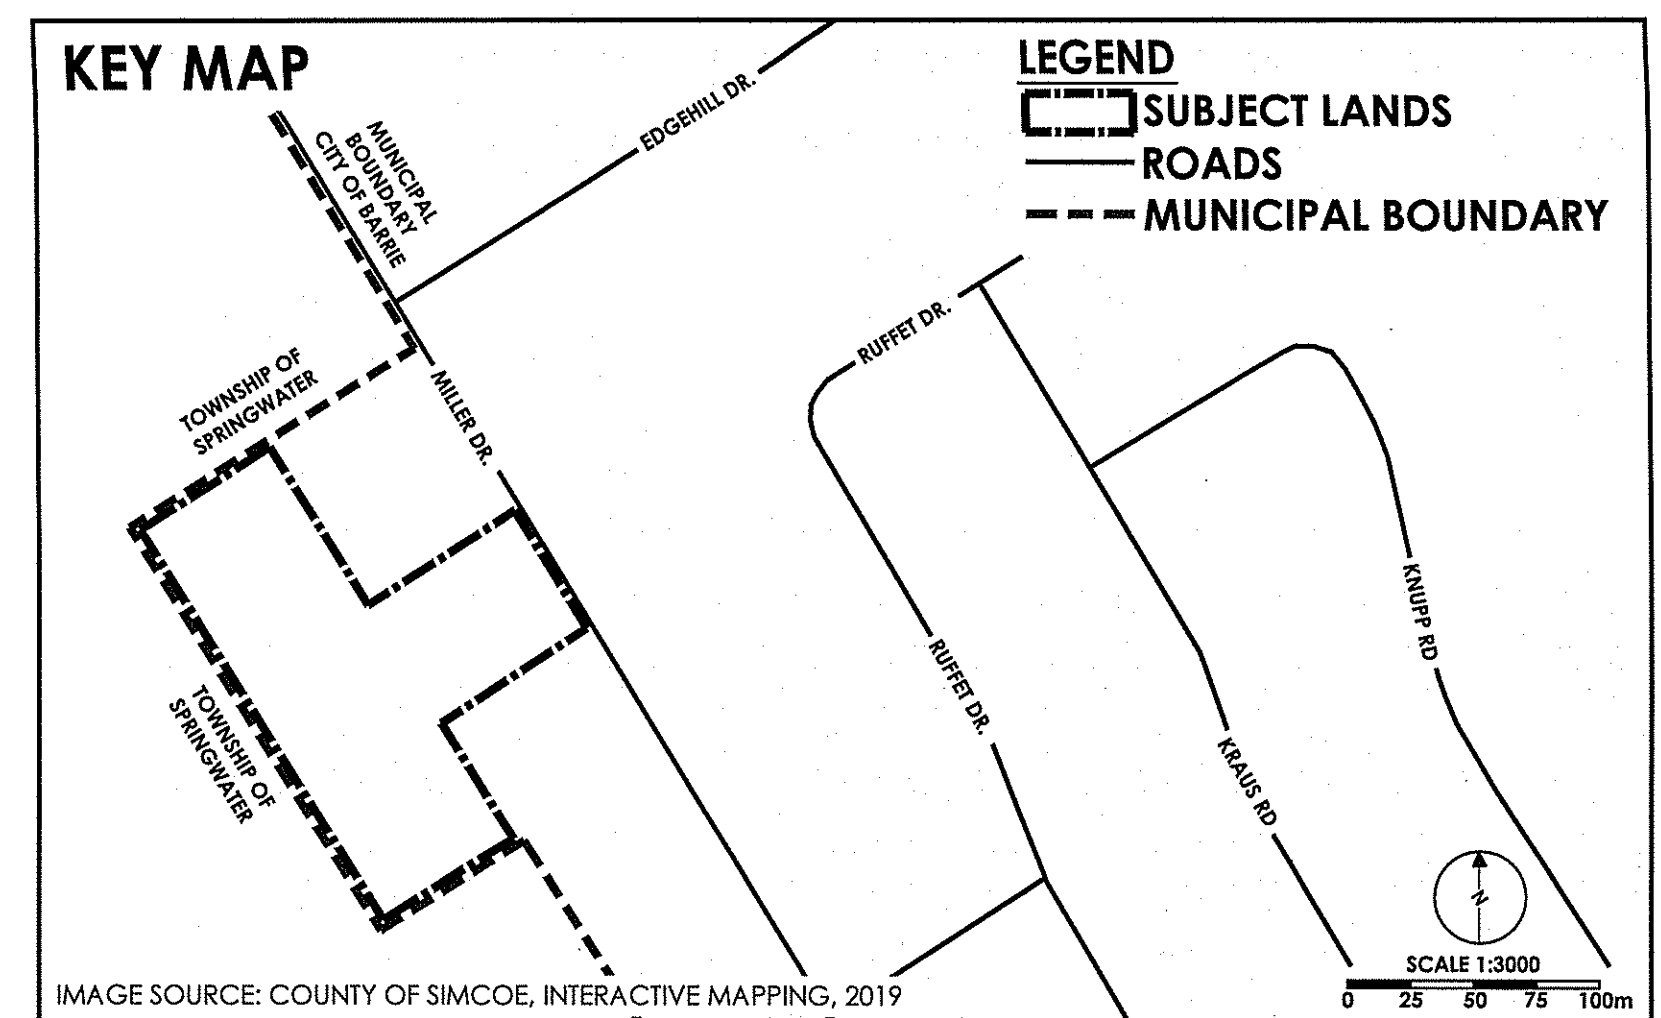 KEY MAP
LEGEND
SUBJECT LANDS
ROADS
MUNICIPAL BOUNDARY
EDGEHILL DR.
MUNICIPAL
BOUNDARY
CITY OF BARRIE
RUFFET DR.
TOWNSHIP OF
SPRINGWATER
MILLER DR.
KNUPP RD
RUFFET DR.
TOWNSHIP OF
SPRINGWATER
KRAUS RD
N
SCALE 1:3000
0 25 50 75 100m
IMAGE SOURCE: COUNTY OF SIMCOE, INTERACTIVE MAPPING, 2019